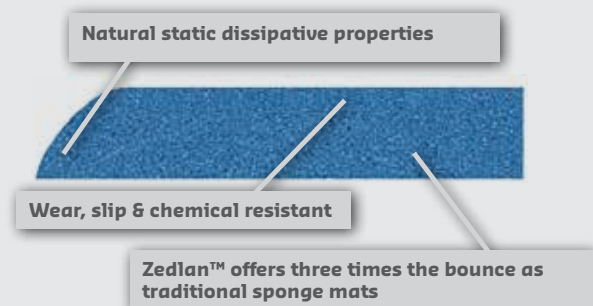 Natural static dissipative properties
Wear, slip & chemical resistant
Zedlan™ offers three times the bounce as
traditional sponge mats